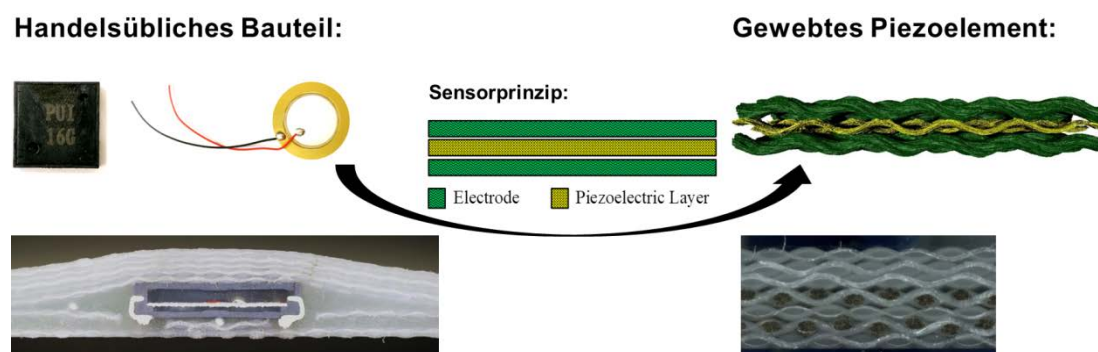 Handelsübliches Bauteil:
Gewebtes Piezoelement:
PUI
16G
Sensorprinzip:
Electrode
Piezoelectric Layer